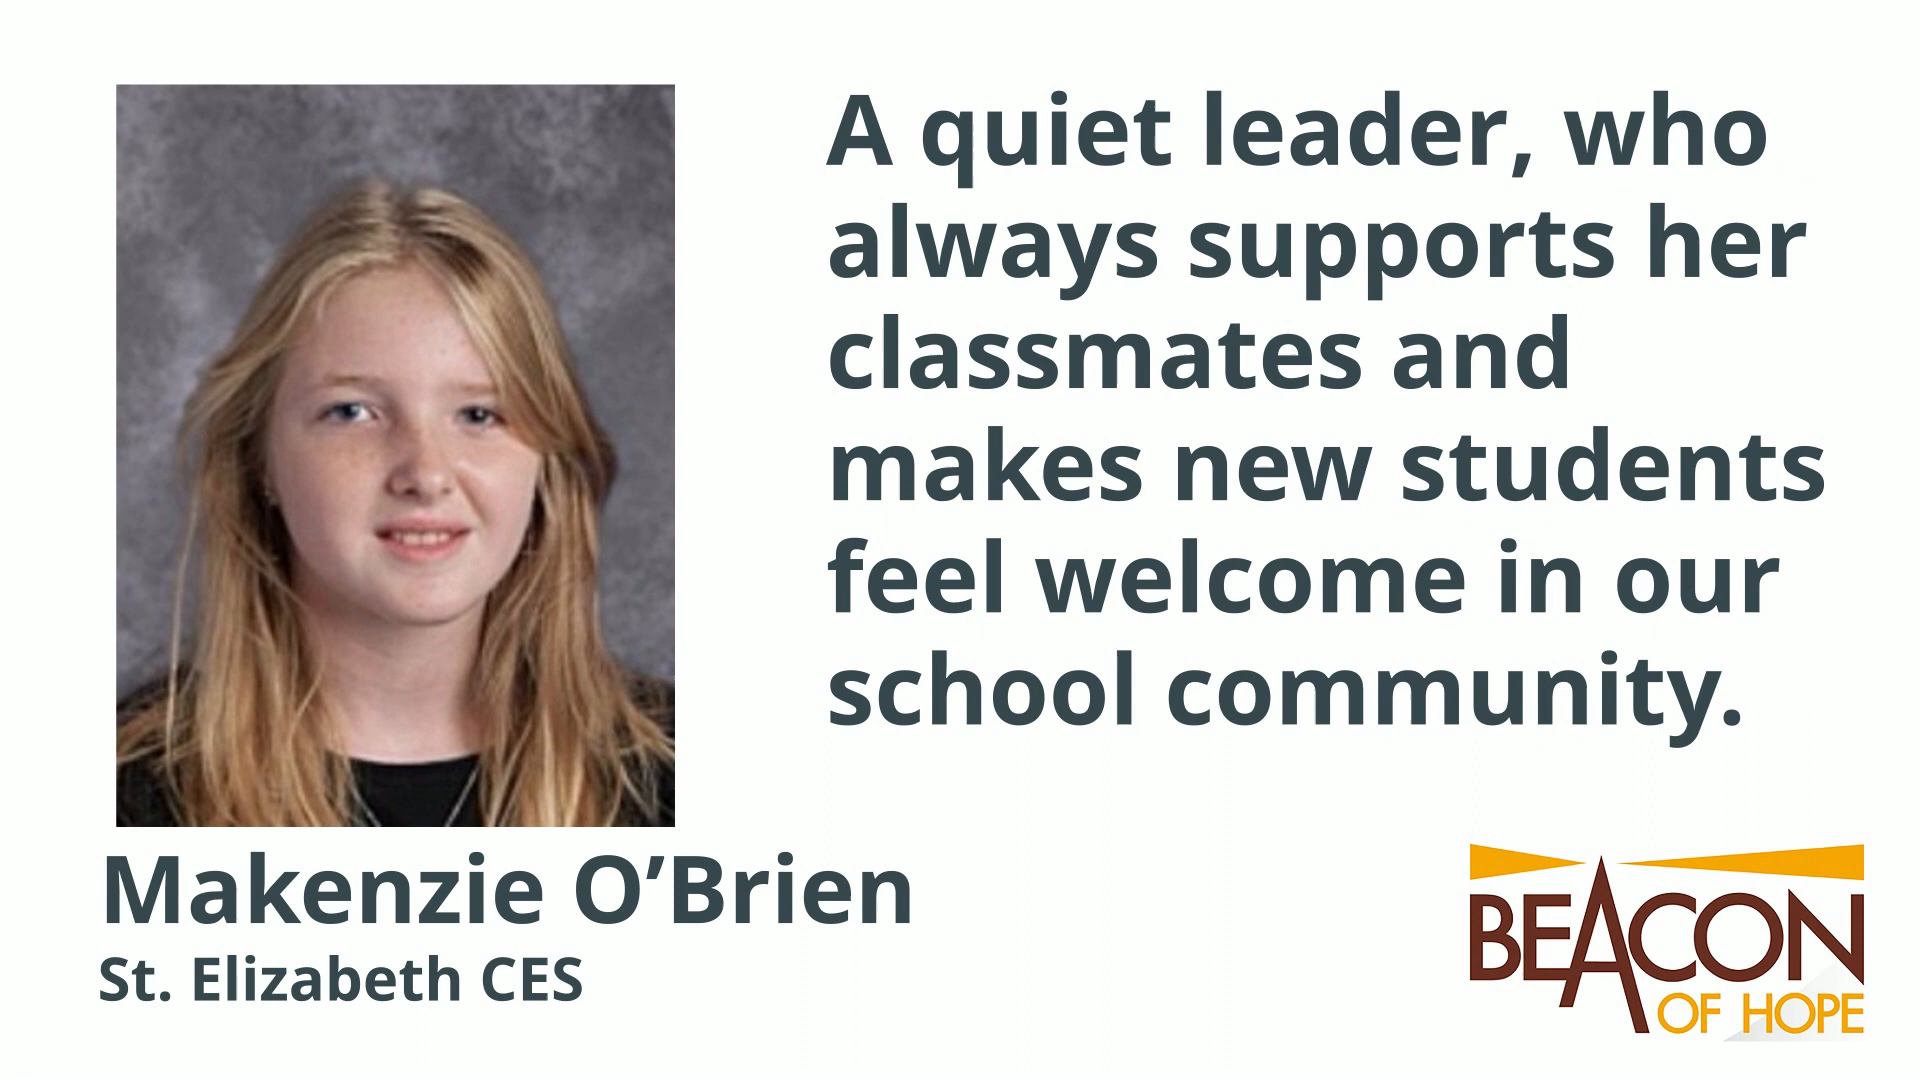 A quiet leader, who
always supports her
classmates and
makes new students
feel welcome in our
school community.
Makenzie O’Brien
St. Elizabeth CES
BEACON
OF HOPE